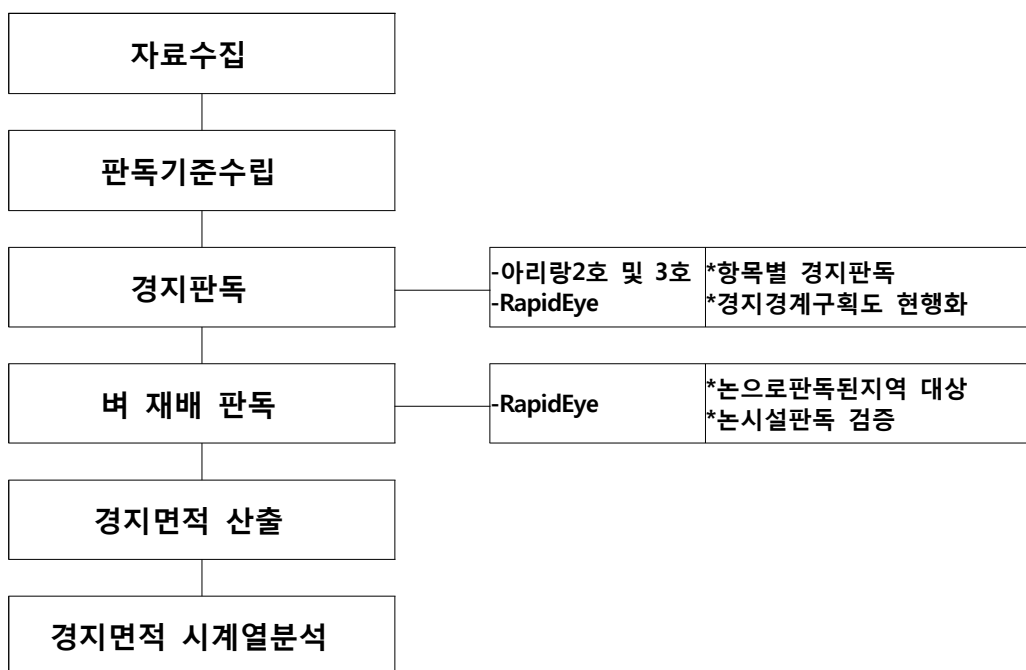 자료수집
판독기준수립
경지판독
-아리랑2호 및 3호
-RapidEye
*항목별 경지판독
*경지경계구획도 현행화
벼 재배 판독
-RapidEye
*논으로판독된지역 대상
*논시설판독 검증
경지면적 산출
경지면적 시계열분석